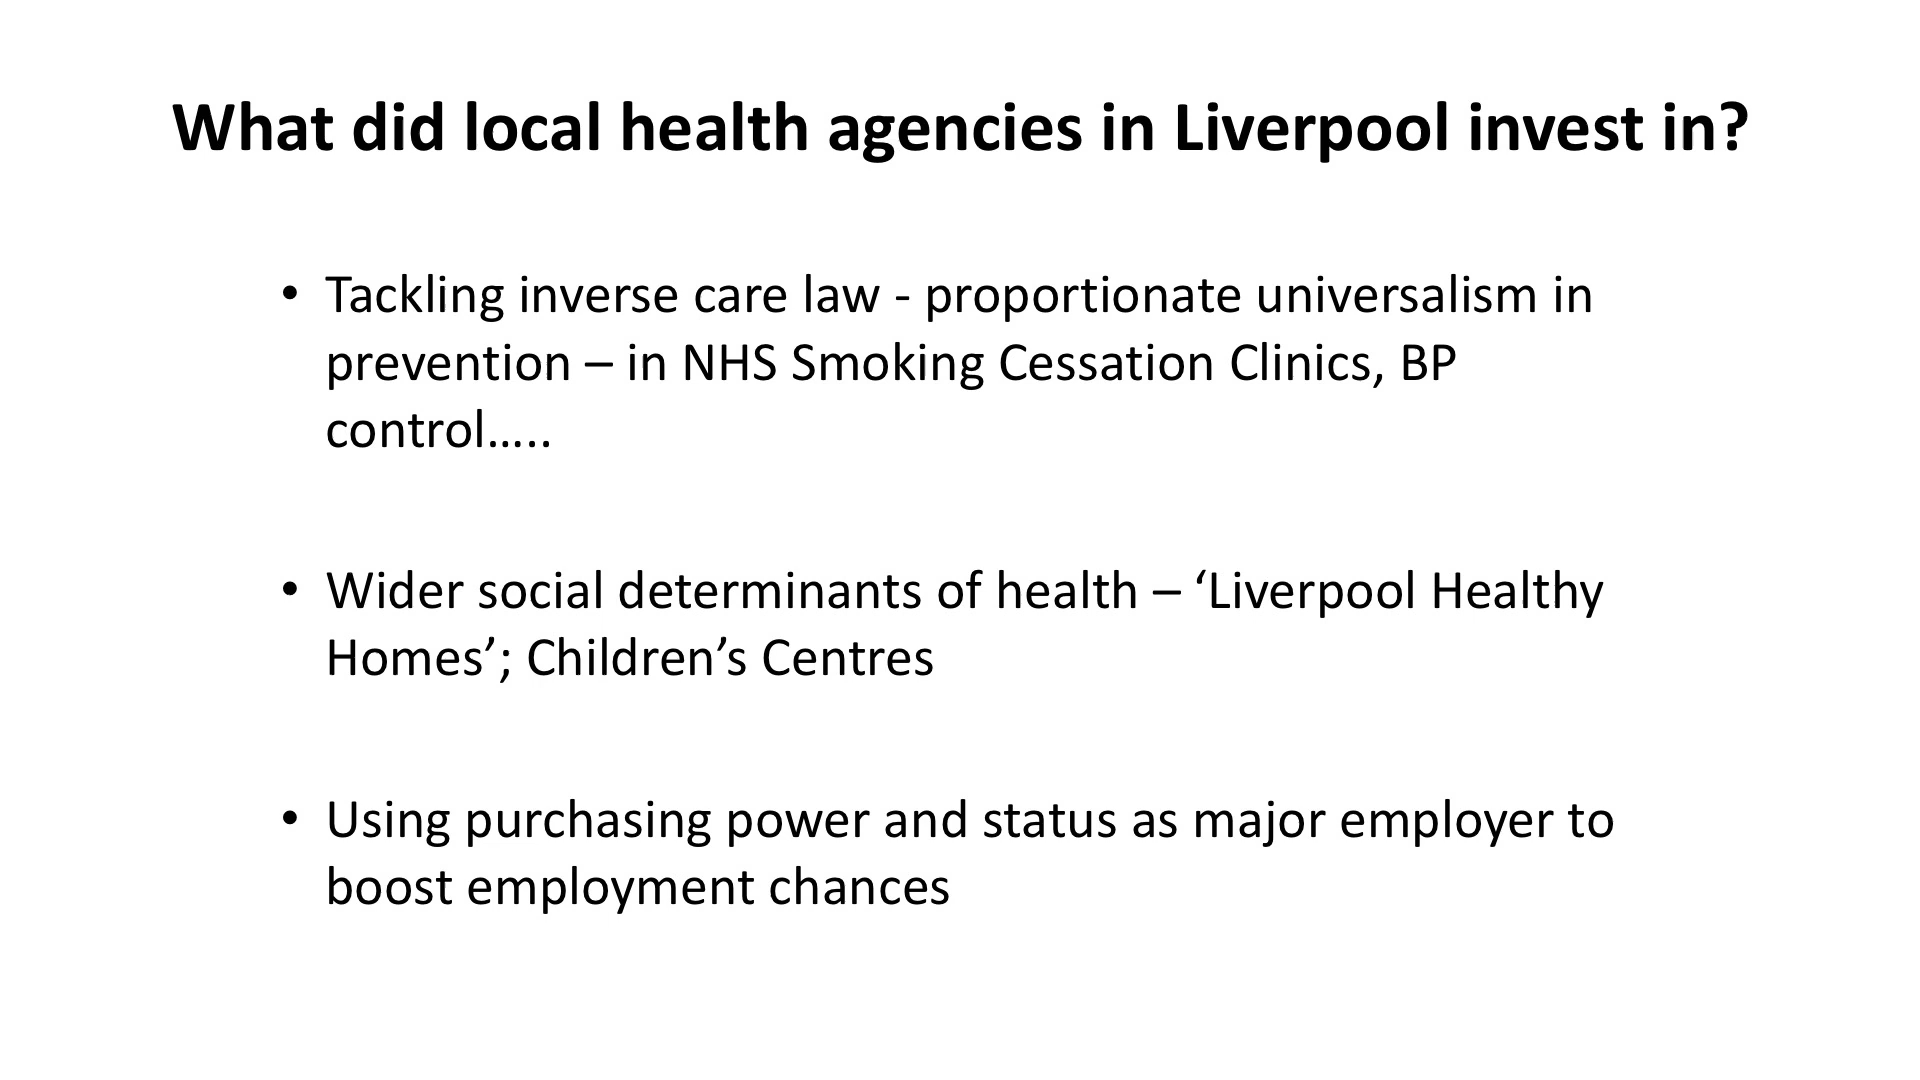 What did local health agencies in Liverpool invest in?
• Tackling inverse care law - proportionate universalism in
prevention – in NHS Smoking Cessation Clinics, BP
control…..
• Wider social determinants of health – ‘Liverpool Healthy
Homes’; Children’s Centres
• Using purchasing power and status as major employer to
boost employment chances